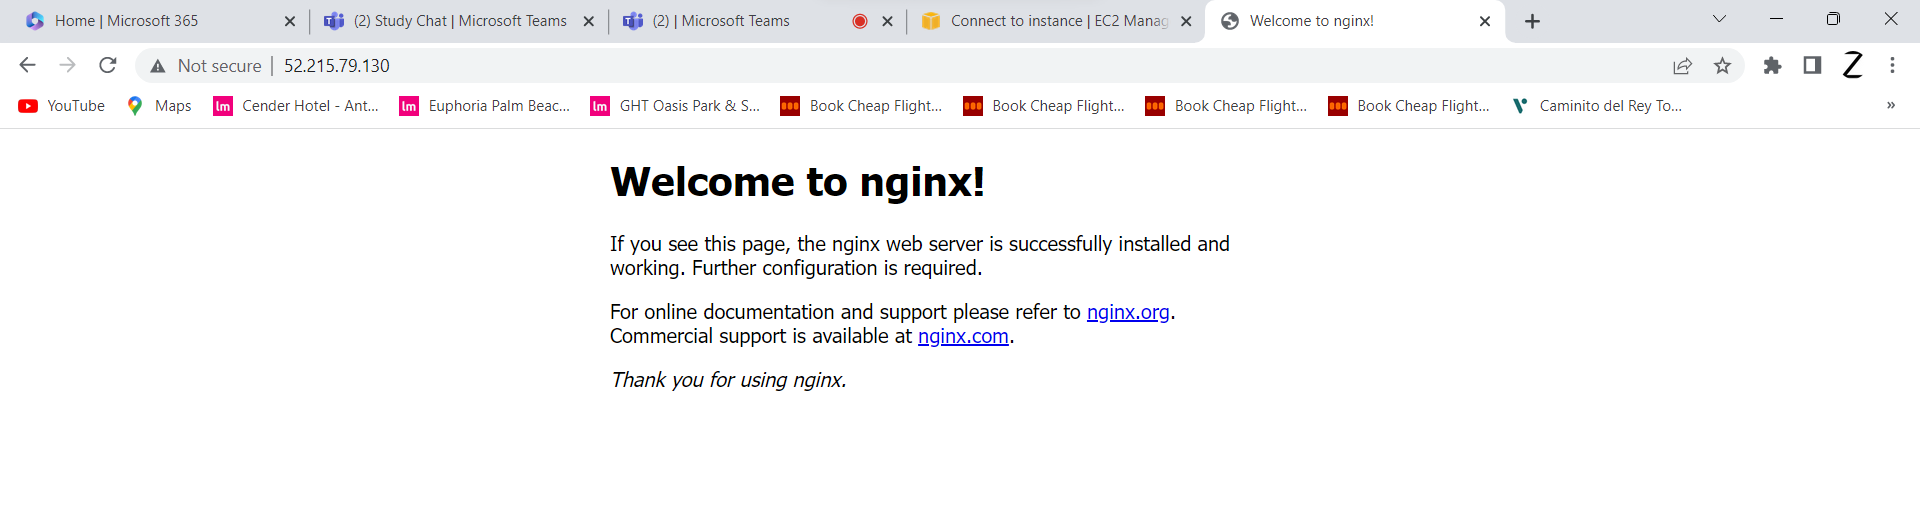 Home | Microsoft 365
(2) Study Chat | Microsoft Teams
(2) | Microsoft Teams
Connect to instance | EC2 Manag
Welcome to nginx!
Not secure | 52.215.79.130
YouTube
Maps
lm Cender Hotel - Ant...
lm Euphoria Palm Beac...
lm GHT Oasis Park & S...
Book Cheap Flight...
Book Cheap Flight...
Book Cheap Flight...
Book Cheap Flight...
Caminito del Rey To...
»
Welcome to nginx!
If you see this page, the nginx web server is successfully installed and
working. Further configuration is required.
For online documentation and support please refer to nginx.org.
Commercial support is available at nginx.com.
Thank you for using nginx.